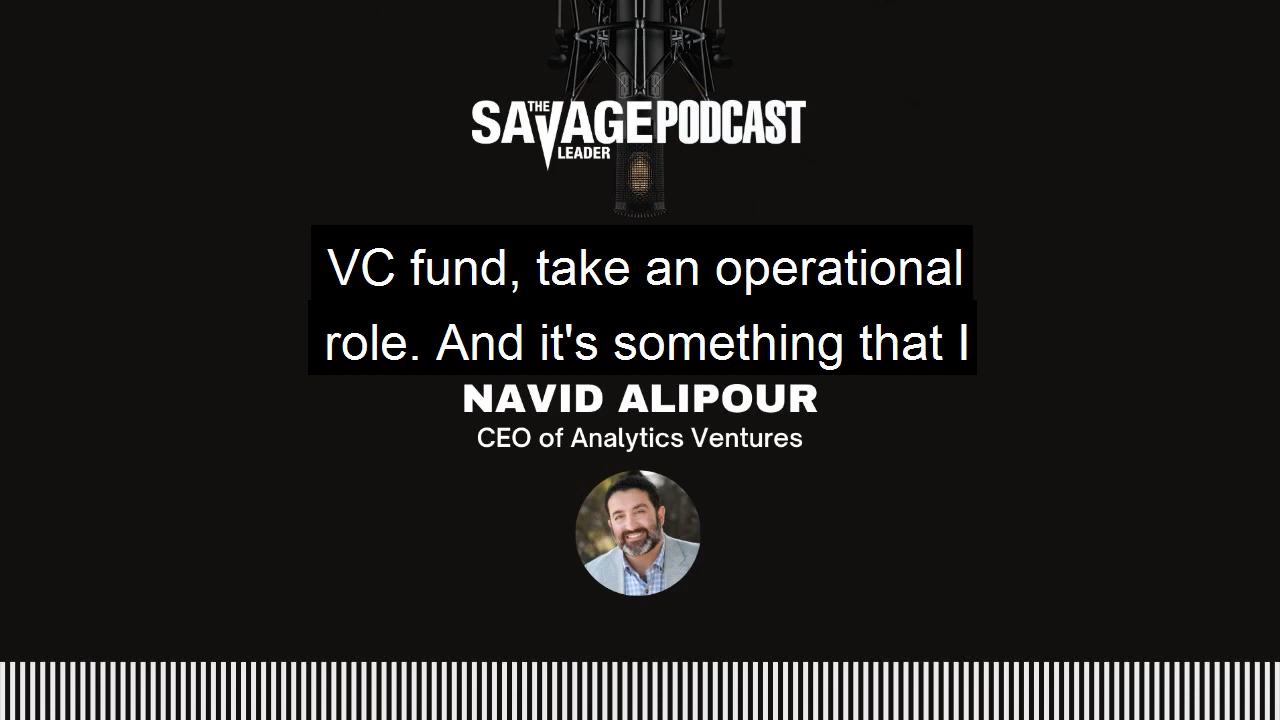 THE
SAVAGE PODCAST
LEADER
VC fund, take an operational
role. And it's something that I
NAVID ALIPOUR
CEO of Analytics Ventures